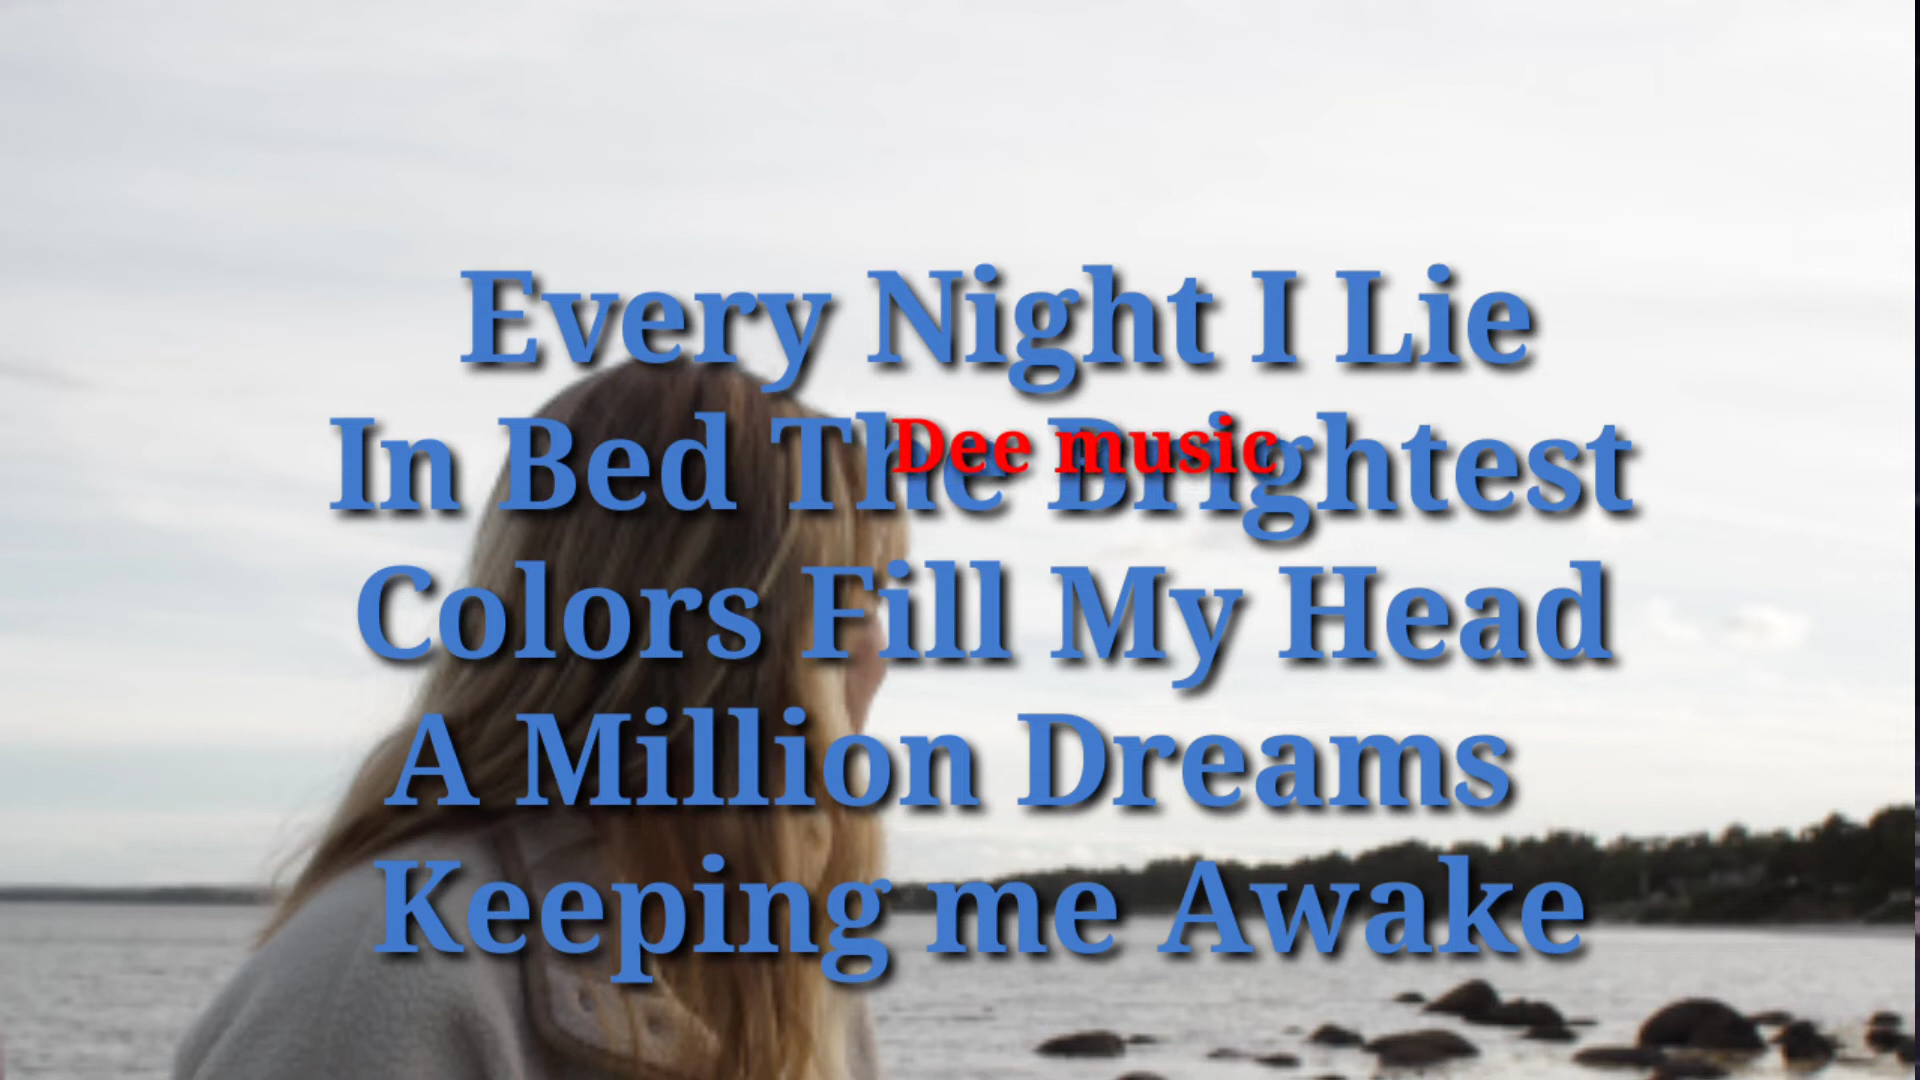 Every Night I Lie
In Bed The Brightest
Dee music
Colors Fill My Head
A Million Dreams
Keeping me Awake